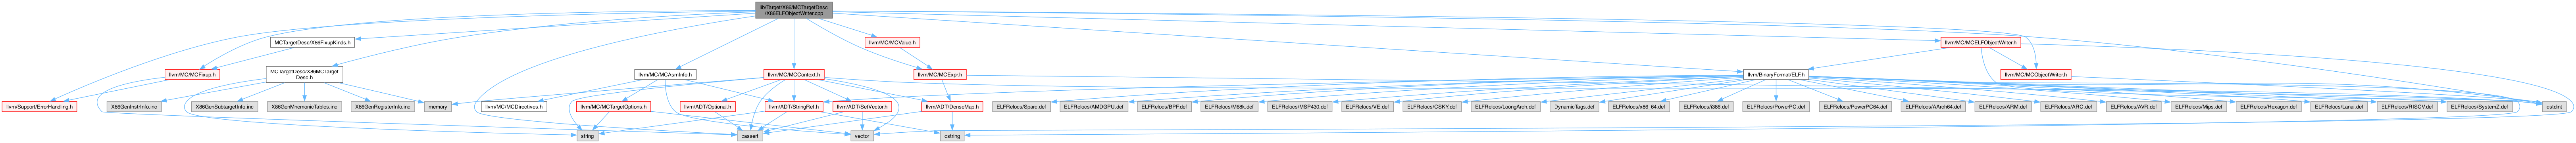 lib/Target/X86/MCTargetDesc
/X86ELFObjectWriter.cpp
MCTargetDesc/X86FixupKinds.h
llvm/MC/MCValue.h
llvm/MC/MCELFObjectWriter.h
llvm/MC/MCFixup.h
MCTargetDesc/X86MCTarget
Desc.h
llvm/MC/MCAsmInfo.h
llvm/MC/MCContext.h
llvm/MC/MCExpr.h
llvm/BinaryFormat/ELF.h
llvm/MC/MCObjectWriter.h
llvm/Support/ErrorHandling.h
X86GenInstrInfo.inc
X86GenSubtargetInfo.inc
X86GenMnemonicTables.inc
X86GenRegisterInfo.inc
memory
llvm/MC/MCDirectives.h
llvm/MC/MCTargetOptions.h
llvm/ADT/Optional.h
llvm/ADT/StringRef.h
llvm/ADT/SetVector.h
llvm/ADT/DenseMap.h
ELFRelocs/Sparc.def
ELFRelocs/AMDGPU.def
ELFRelocs/BPF.def
ELFRelocs/M68k.def
ELFRelocs/MSP430.def
ELFRelocs/VE.def
ELFRelocs/CSKY.def
ELFRelocs/LoongArch.def
DynamicTags.def
ELFRelocs/x86_64.def
ELFRelocs/i386.def
ELFRelocs/PowerPC.def
ELFRelocs/PowerPC64.def
ELFRelocs/AArch64.def
ELFRelocs/ARM.def
ELFRelocs/ARC.def
ELFRelocs/AVR.def
ELFRelocs/Mips.def
ELFRelocs/Hexagon.def
ELFRelocs/Lanai.def
ELFRelocs/RISCV.def
ELFRelocs/SystemZ.def
cstdint
string
cassert
vector
cstring